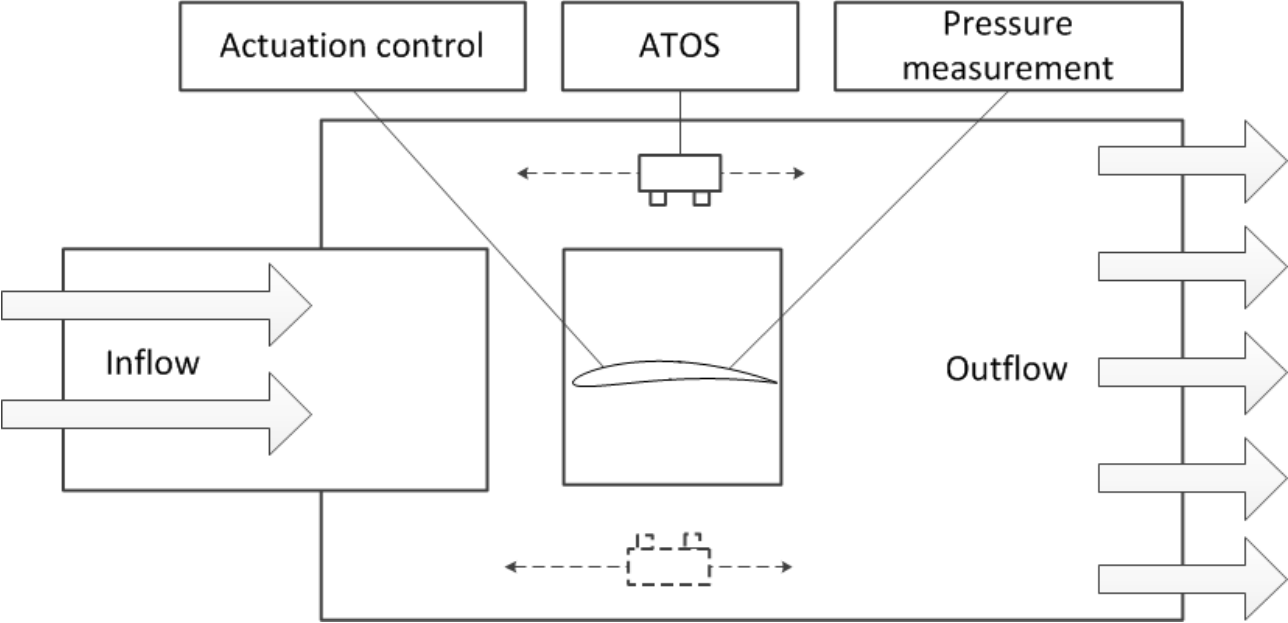 Actuation control
ATOS
Pressure
measurement
Inflow
Outflow